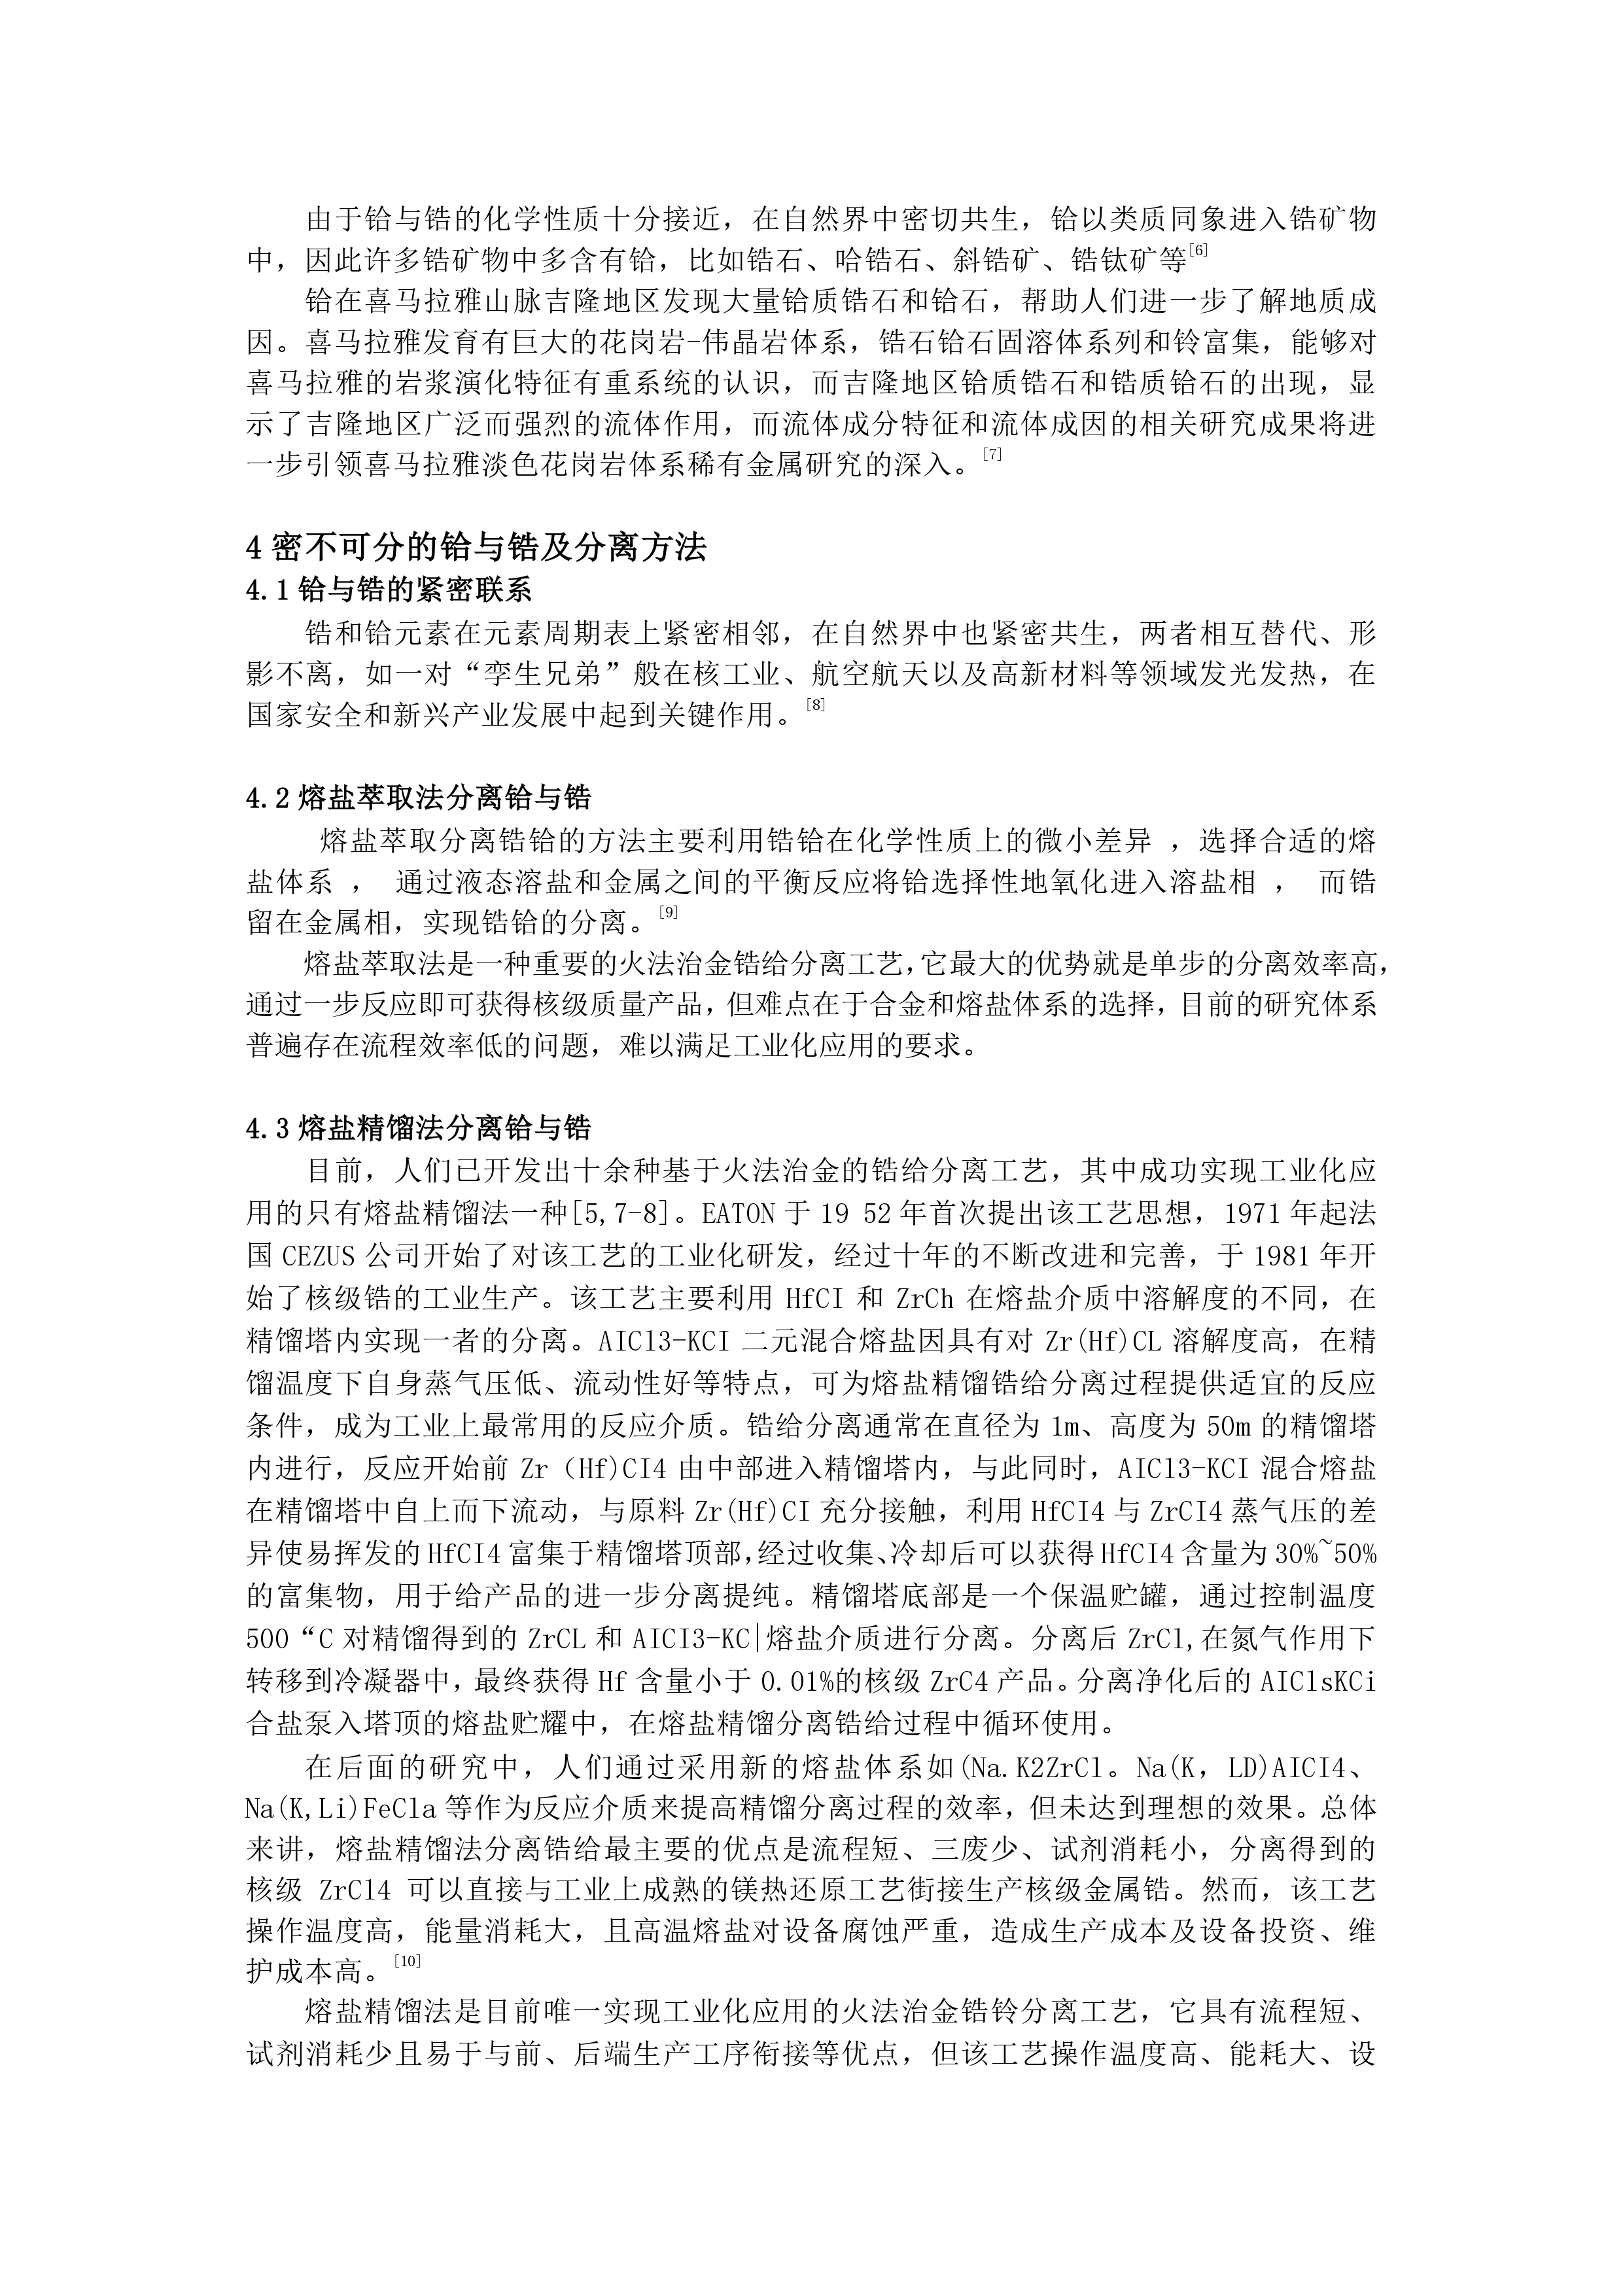 由于铪与锆的化学性质十分接近，在自然界中密切共生，铪以类质同象进入锆矿物
中，因此许多锆矿物中多含有铪，比如锆石、哈锆石、斜锆矿、锆钛矿等[6]
铪在喜马拉雅山脉吉隆地区发现大量铪质锆石和铪石，帮助人们进一步了解地质成
因。喜马拉雅发育有巨大的花岗岩-伟晶岩体系，锆石铪石固溶体系列和铃富集，能够对
喜马拉雅的岩浆演化特征有重系统的认识，而吉隆地区铪质锆石和锆质铪石的出现，显
示了吉隆地区广泛而强烈的流体作用，而流体成分特征和流体成因的相关研究成果将进
一步引领喜马拉雅淡色花岗岩体系稀有金属研究的深入。[7]
4 密不可分的铪与锆及分离方法
4.1 铪与锆的紧密联系
锆和铪元素在元素周期表上紧密相邻，在自然界中也紧密共生，两者相互替代、形
影不离，如一对“孪生兄弟”般在核工业、航空航天以及高新材料等领域发光发热，在
国家安全和新兴产业发展中起到关键作用。[8]
4.2 熔盐萃取法分离铪与锆
熔盐萃取分离锆铪的方法主要利用锆铪在化学性质上的微小差异 ，选择合适的熔
盐体系 ， 通过液态溶盐和金属之间的平衡反应将铪选择性地氧化进入溶盐相 ， 而锆
留在金属相，实现锆铪的分离。[9]
熔盐萃取法是一种重要的火法治金锆给分离工艺，它最大的优势就是单步的分离效率高，
通过一步反应即可获得核级质量产品，但难点在于合金和熔盐体系的选择，目前的研究体系
普遍存在流程效率低的问题，难以满足工业化应用的要求。
4.3 熔盐精馏法分离铪与锆
目前，人们已开发出十余种基于火法治金的锆给分离工艺，其中成功实现工业化应
用的只有熔盐精馏法一种[5,7-8]。EATON 于 19 52 年首次提出该工艺思想，1971 年起法
国 CEZUS 公司开始了对该工艺的工业化研发，经过十年的不断改进和完善，于 1981 年开
始了核级锆的工业生产。该工艺主要利用 HfCI 和 ZrCh 在熔盐介质中溶解度的不同，在
精馏塔内实现一者的分离。AICl3-KCI 二元混合熔盐因具有对 Zr(Hf)CL 溶解度高，在精
馏温度下自身蒸气压低、流动性好等特点，可为熔盐精馏锆给分离过程提供适宜的反应
条件，成为工业上最常用的反应介质。锆给分离通常在直径为 1m、高度为 50m 的精馏塔
内进行，反应开始前 Zr（Hf)CI4 由中部进入精馏塔内，与此同时，AICl3-KCI 混合熔盐
在精馏塔中自上而下流动，与原料 Zr(Hf)CI 充分接触，利用 HfCI4 与 ZrCI4 蒸气压的差
异使易挥发的 HfCI4 富集于精馏塔顶部，经过收集、冷却后可以获得 HfCI4 含量为 30%~50%
的富集物，用于给产品的进一步分离提纯。精馏塔底部是一个保温贮罐，通过控制温度
500“C 对精馏得到的 ZrCL 和 AICI3-KC|熔盐介质进行分离。分离后 ZrCl,在氮气作用下
转移到冷凝器中，最终获得 Hf 含量小于 0.01%的核级 ZrC4 产品。分离净化后的 AIClsKCi
合盐泵入塔顶的熔盐贮耀中，在熔盐精馏分离锆给过程中循环使用。
在后面的研究中，人们通过采用新的熔盐体系如(Na.K2ZrCl。Na(K，LD)AICI4、
Na(K,Li)FeCla 等作为反应介质来提高精馏分离过程的效率，但未达到理想的效果。总体
来讲，熔盐精馏法分离锆给最主要的优点是流程短、三废少、试剂消耗小，分离得到的
核级 ZrCl4 可以直接与工业上成熟的镁热还原工艺街接生产核级金属锆。然而，该工艺
操作温度高，能量消耗大，且高温熔盐对设备腐蚀严重，造成生产成本及设备投资、维
护成本高。[10]
熔盐精馏法是目前唯一实现工业化应用的火法治金锆铃分离工艺，它具有流程短、
试剂消耗少且易于与前、后端生产工序衔接等优点，但该工艺操作温度高、能耗大、设